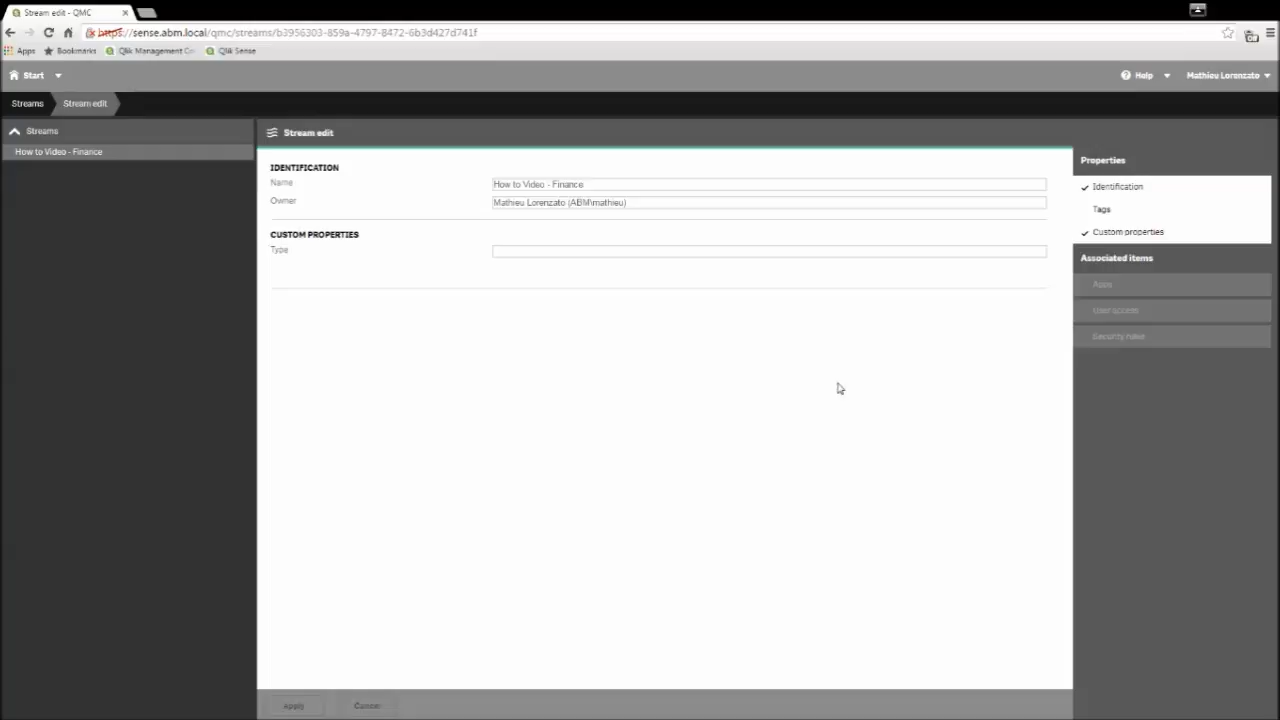 Stream edit - QMC
https://sense.abm.local/qmc/streams/b3956303-859a-4797-8472-6b3d427d741f
Apps Bookmarks Qlik Management Co Qlik Sense
Start Help Mathieu Lorenzato
Streams Stream edit
Streams
How to Video - Finance
Stream edit
IDENTIFICATION
Name How to Video - Finance
Owner Mathieu Lorenzato (ABM\mathieu)
CUSTOM PROPERTIES
Type
Properties
Identification
Tags
Custom properties
Associated items
Apps
User access
Security rules
Apply Cancel